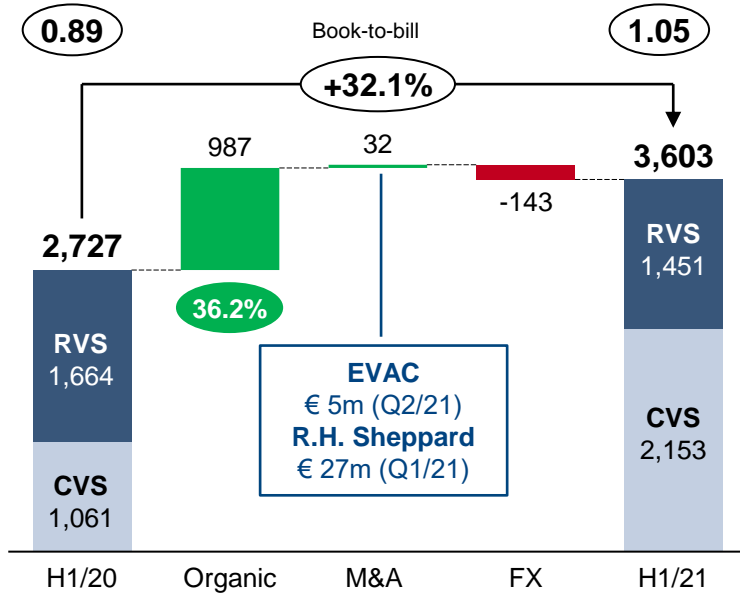 0.89
Book-to-bill
1.05
+32.1%
987
32
3,603
-143
2,727
RVS
1,451
36.2%
RVS
1,664
EVAC
€ 5m (Q2/21)
R.H. Sheppard
€ 27m (Q1/21)
CVS
2,153
CVS
1,061
H1/20
Organic
M&A
FX
H1/21